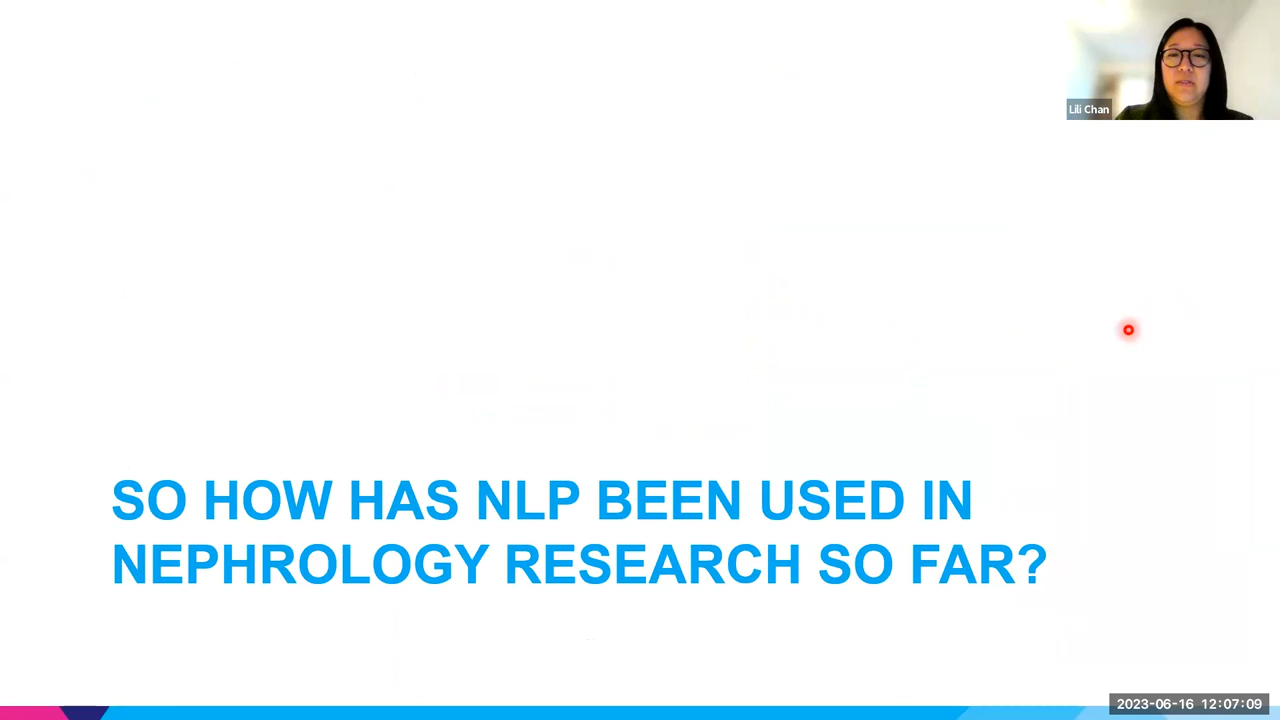 Lili Chan
SO HOW HAS NLP BEEN USED IN
NEPHROLOGY RESEARCH SO FAR?
2023-06-16 12:07:09